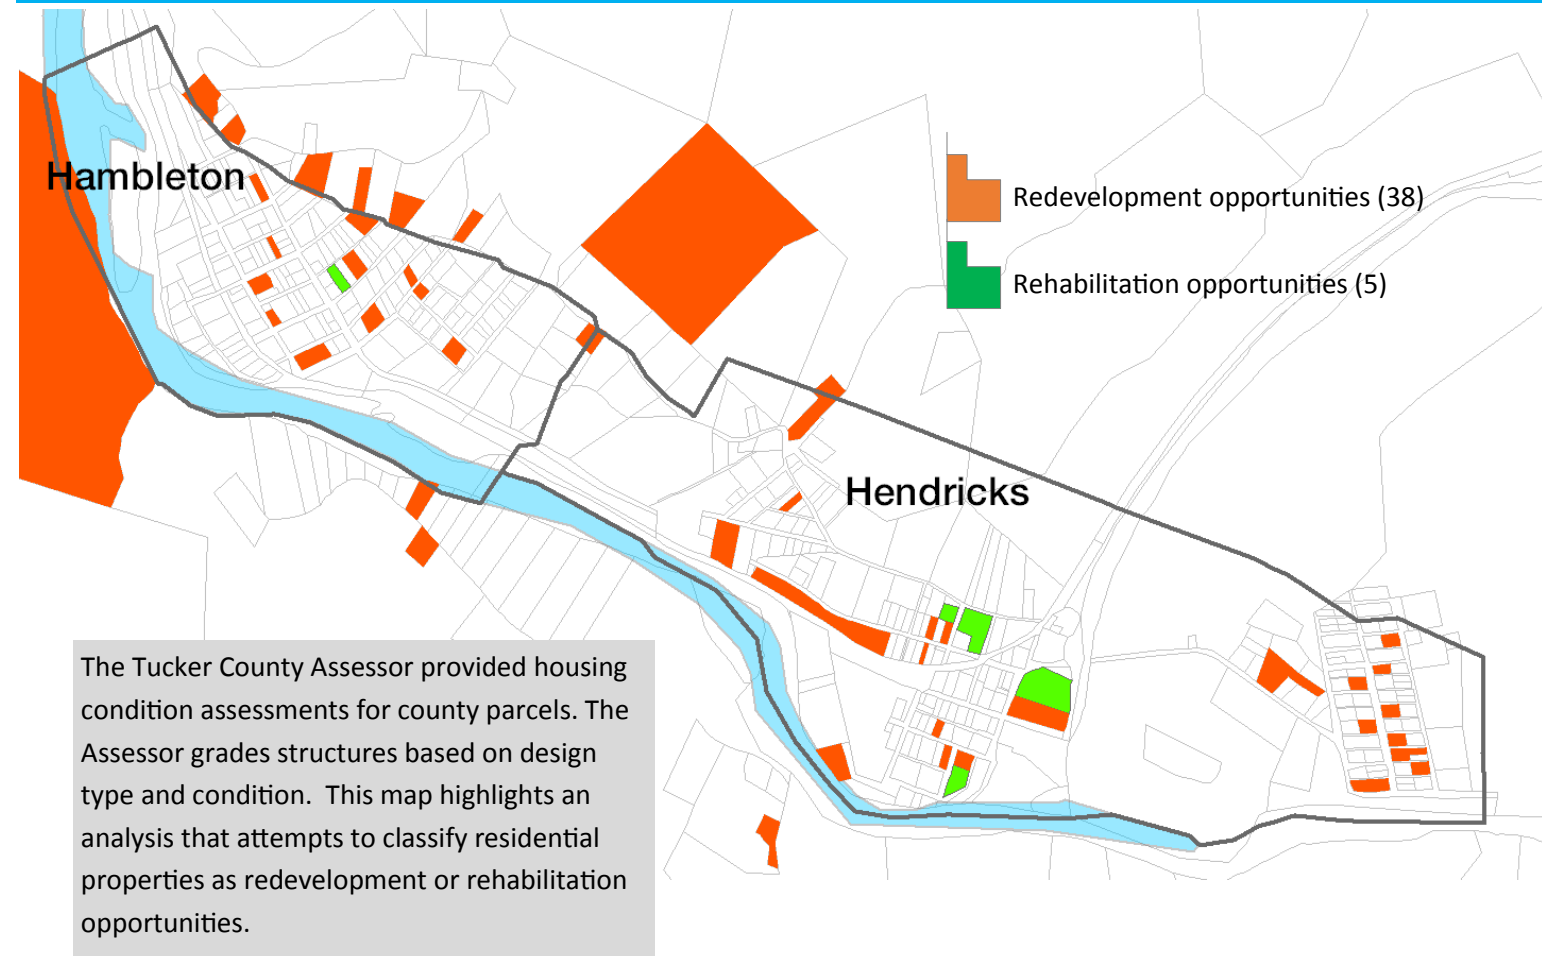 Hambleton
Redevelopment opportunities (38)
Rehabilitation opportunities (5)
Hendricks
The Tucker County Assessor provided housing
condition assessments for county parcels. The
Assessor grades structures based on design
type and condition.  This map highlights an
analysis that attempts to classify residential
properties as redevelopment or rehabilitation
opportunities.